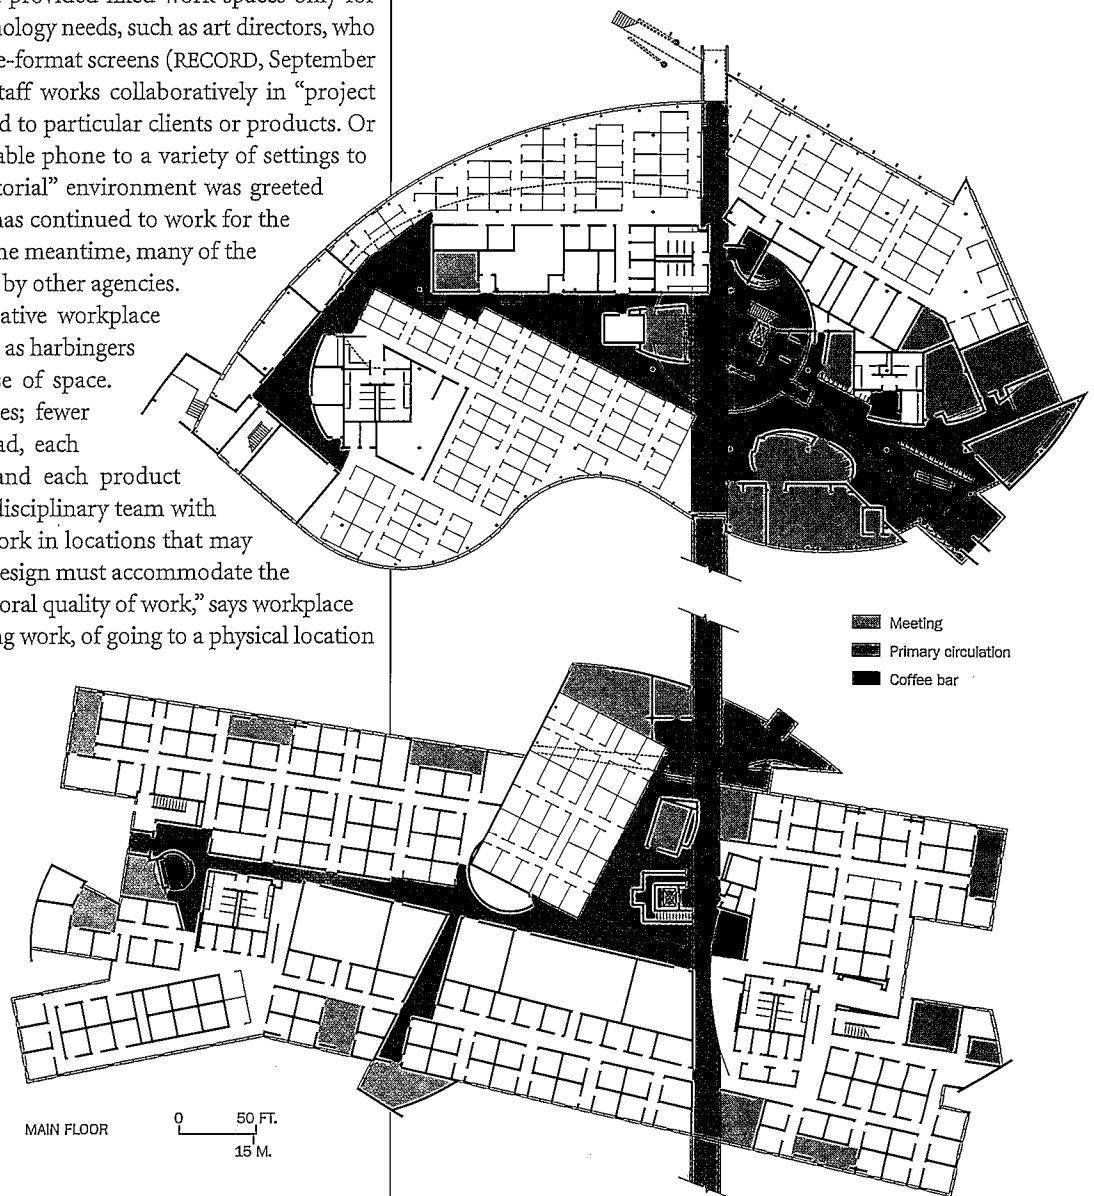 provided fixed work spaces only for
nology needs, such as art directors, who
e-format screens (RECORD, September
taff works collaboratively in “project
d to particular clients or products. Or
able phone to a variety of settings to
torial” environment was greeted
has continued to work for the
he meantime, many of the
by other agencies.
ative workplace
as harbingers
se of space.
es; fewer
ad, each
and each product
disciplinary team with
ork in locations that may
esign must accommodate the
oral quality of work,” says workplace
ng work, of going to a physical location
Meeting
Primary circulation
Coffee bar
MAIN FLOOR
0 50 FT.
15 M.